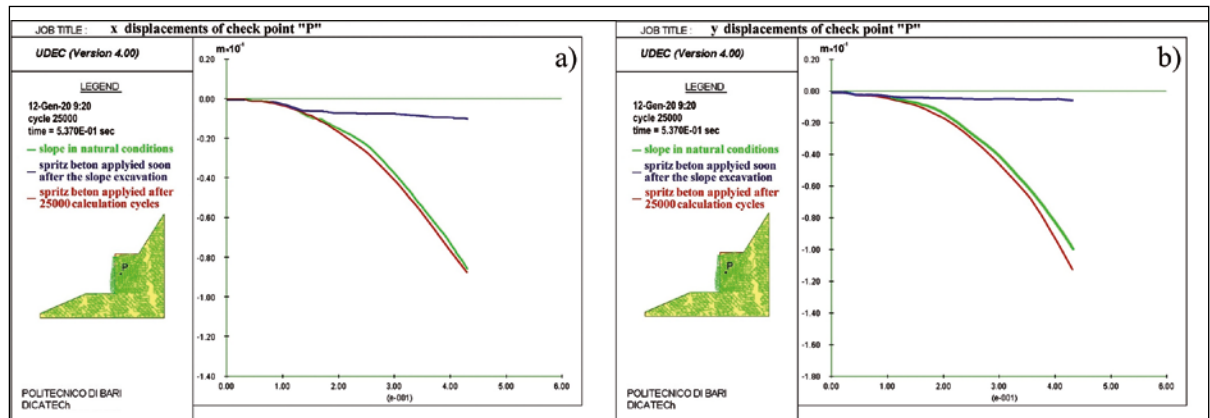 JOB TITLE : x displacements of check point "P"
UDEC (Version 4.00)
LEGEND
12-Gen-20 9:20
cycle 25000
time = 5.370E-01 sec
slope in natural conditions
spritz beton applyied soon
after the slope excavation
spritz beton applyied after
25000 calculation cycles
P
POLITECNICO DI BARI
DICATECh
a)
0.20
0.00
-0.20
-0.40
-0.60
-0.80
-1.00
-1.20
-1.40
0.00 1.00 2.00 3.00 4.00 5.00 6.00
(e-001)
JOB TITLE : y displacements of check point "P"
UDEC (Version 4.00)
LEGEND
12-Gen-20 9:20
cycle 25000
time = 5.370E-01 sec
slope in natural conditions
spritz beton applyied soon
after the slope excavation
spritz beton applyied after
25000 calculation cycles
P
POLITECNICO DI BARI
DICATECh
b)
0.20
0.00
-0.20
-0.40
-0.60
-0.80
-1.00
-1.20
-1.40
-1.60
-1.80
0.00 1.00 2.00 3.00 4.00 5.00 6.00
(e-001)